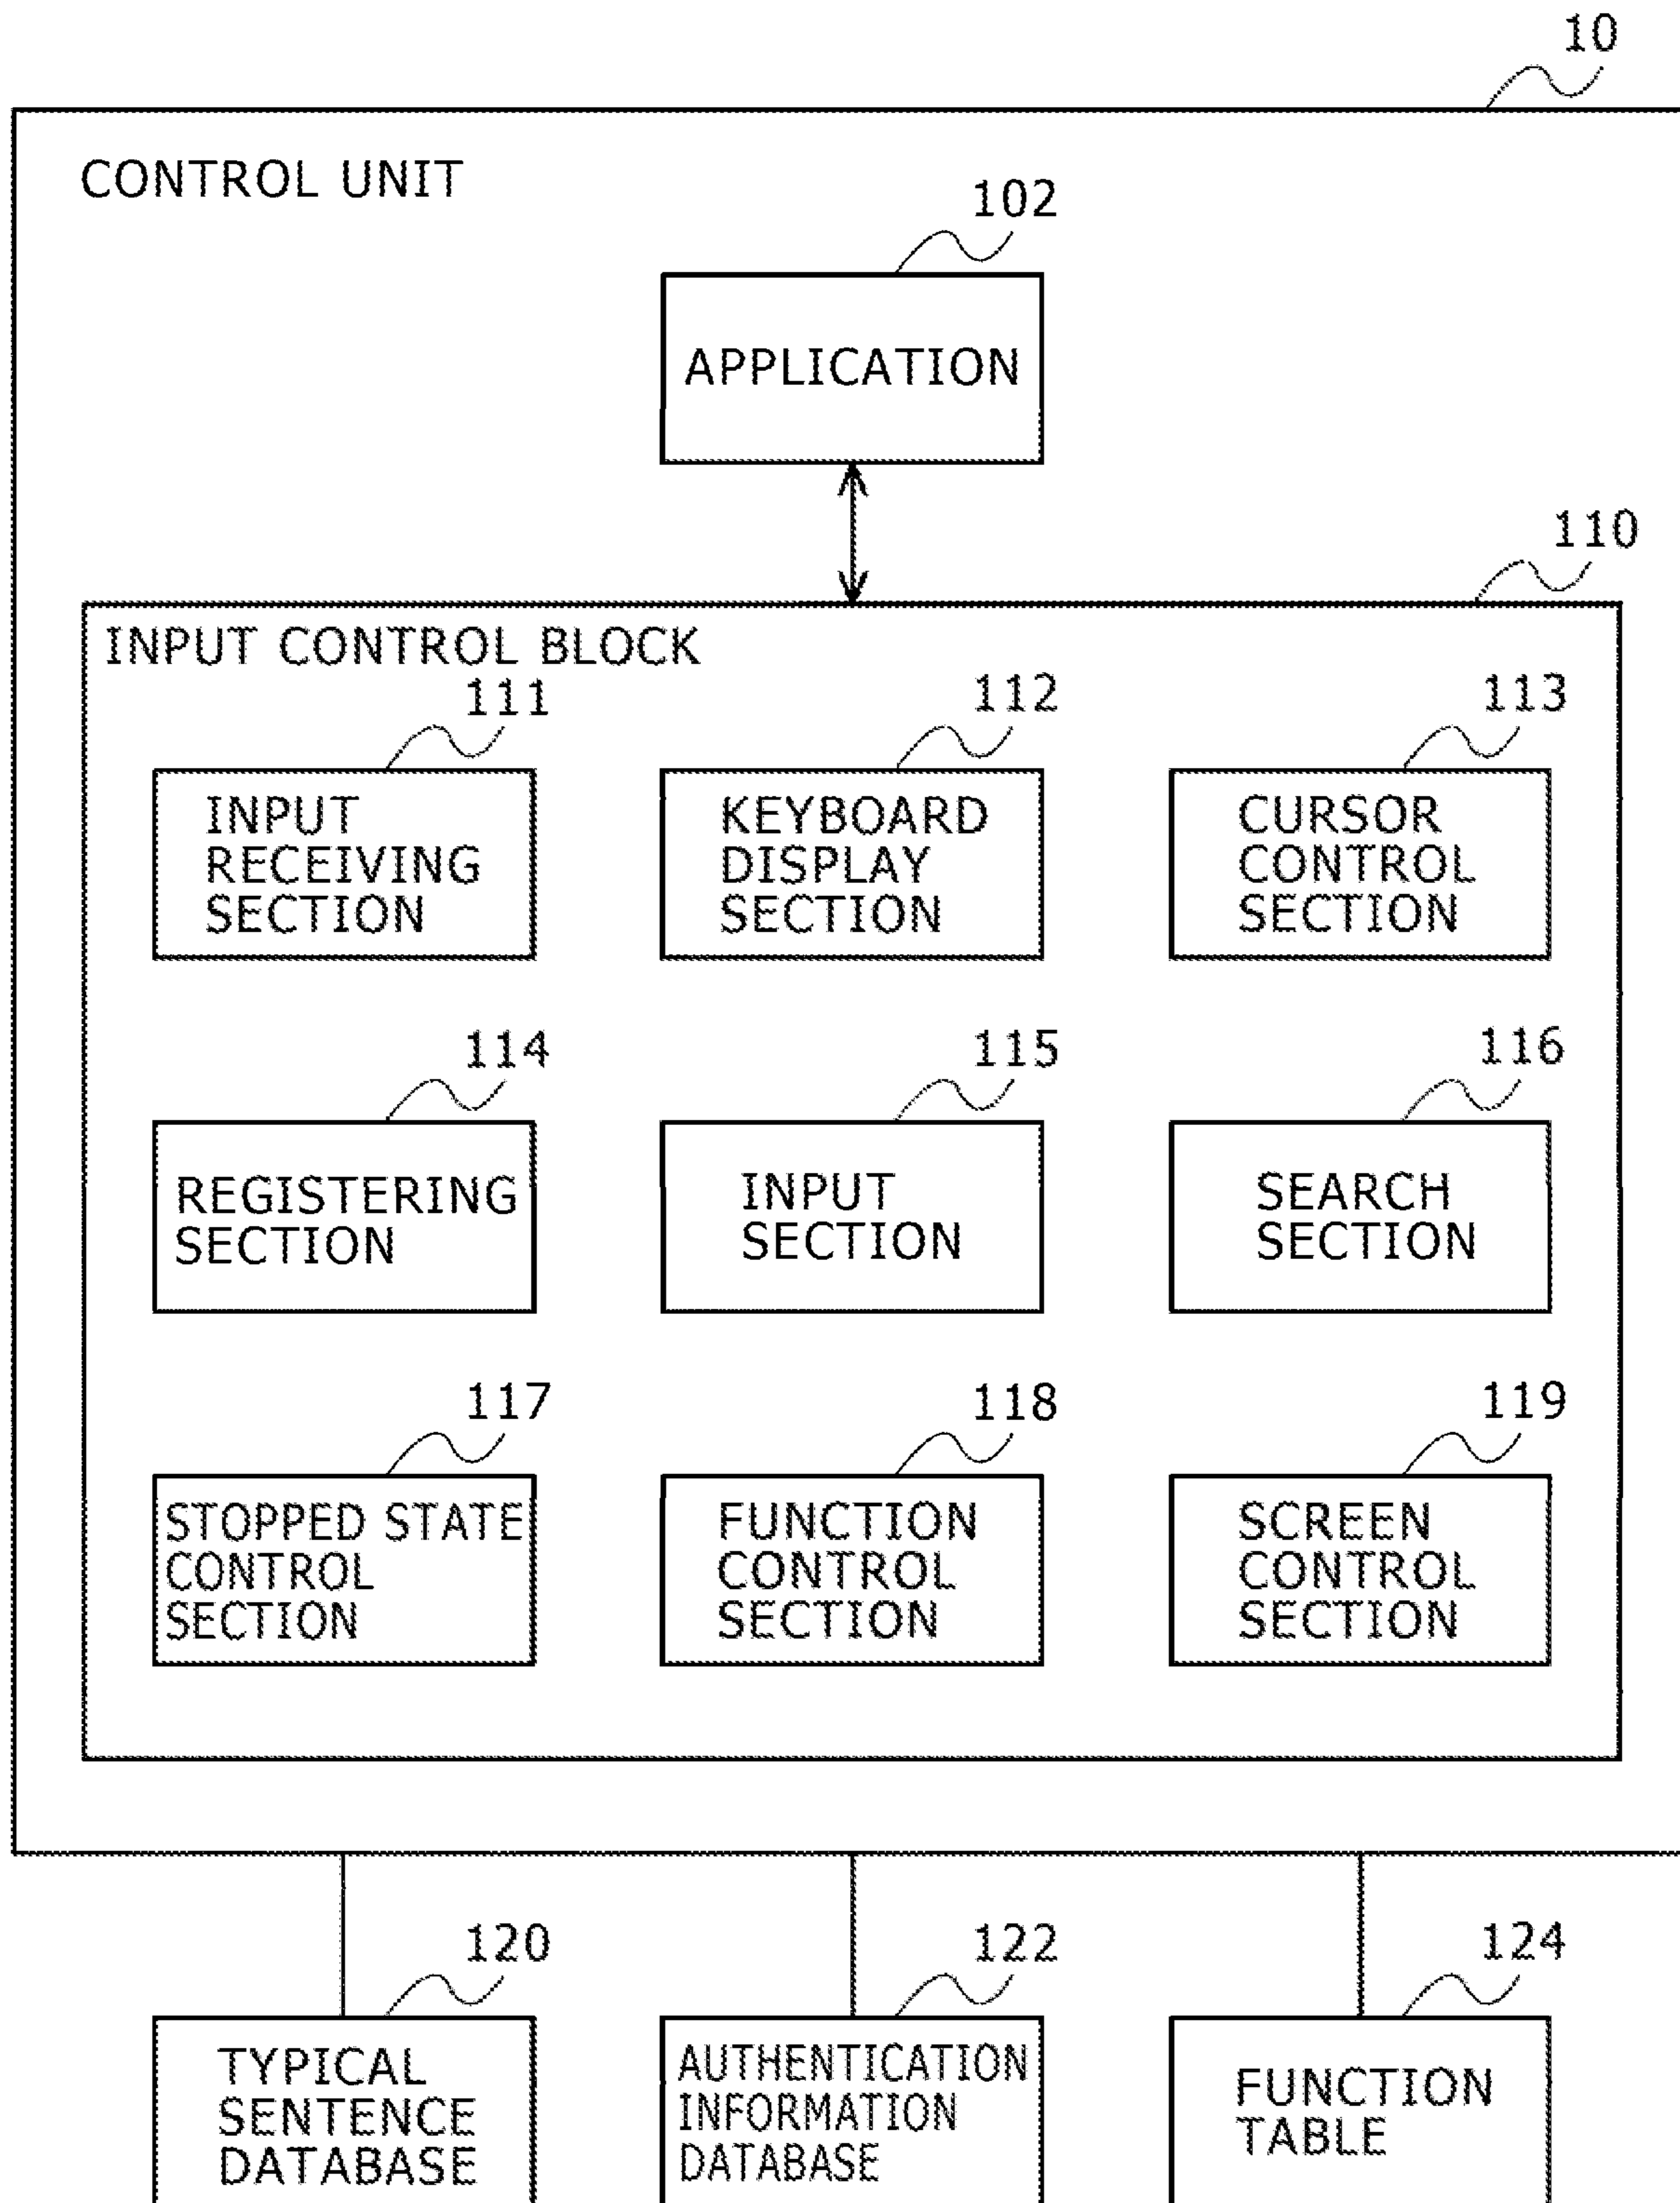 10
CONTROL UNIT
102
APPLICATION
110
INPUT CONTROL BLOCK
111
112
113
INPUT
RECEIVING
SECTION
KEYBOARD
DISPLAY
SECTION
CURSOR
CONTROL
SECTION
114
115
116
REGISTERING
SECTION
INPUT
SECTION
SEARCH
SECTION
117
118
119
STOPPED STATE
CONTROL
SECTION
FUNCTION
CONTROL
SECTION
SCREEN
CONTROL
SECTION
120
122
124
TYPICAL
SENTENCE
DATABASE
AUTHENTICATION
INFORMATION
DATABASE
FUNCTION
TABLE